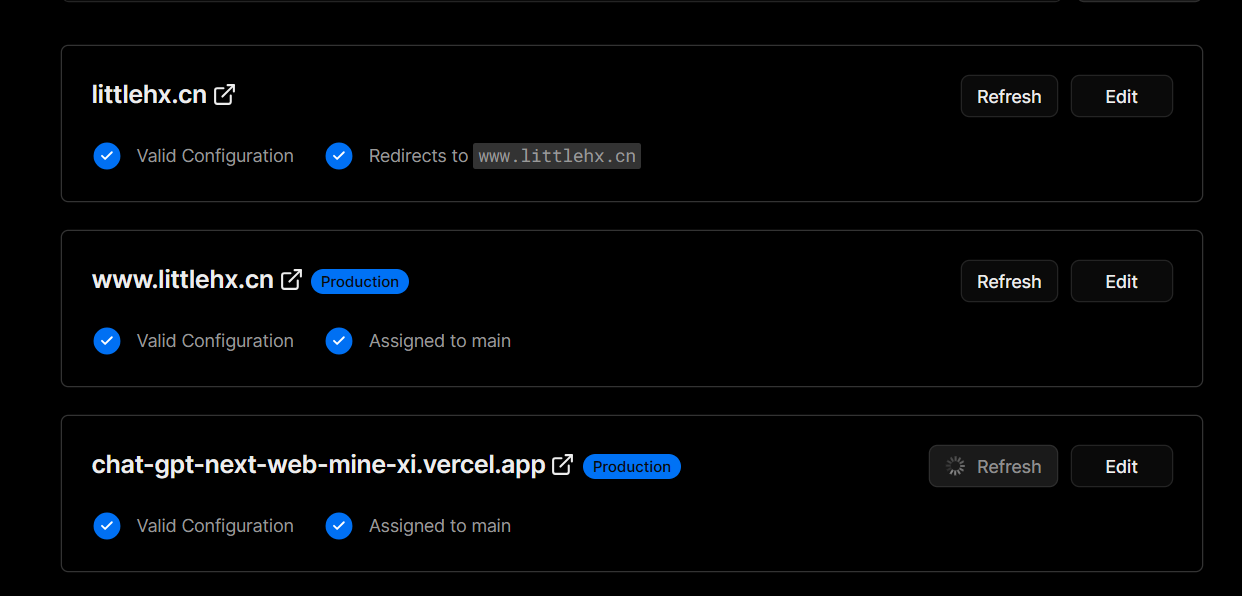 littlehx.cn Refresh Edit
Valid Configuration Redirects to www.littlehx.cn
www.littlehx.cn Production Refresh Edit
Valid Configuration Assigned to main
chat-gpt-next-web-mine-xi.vercel.app Production Refresh Edit
Valid Configuration Assigned to main